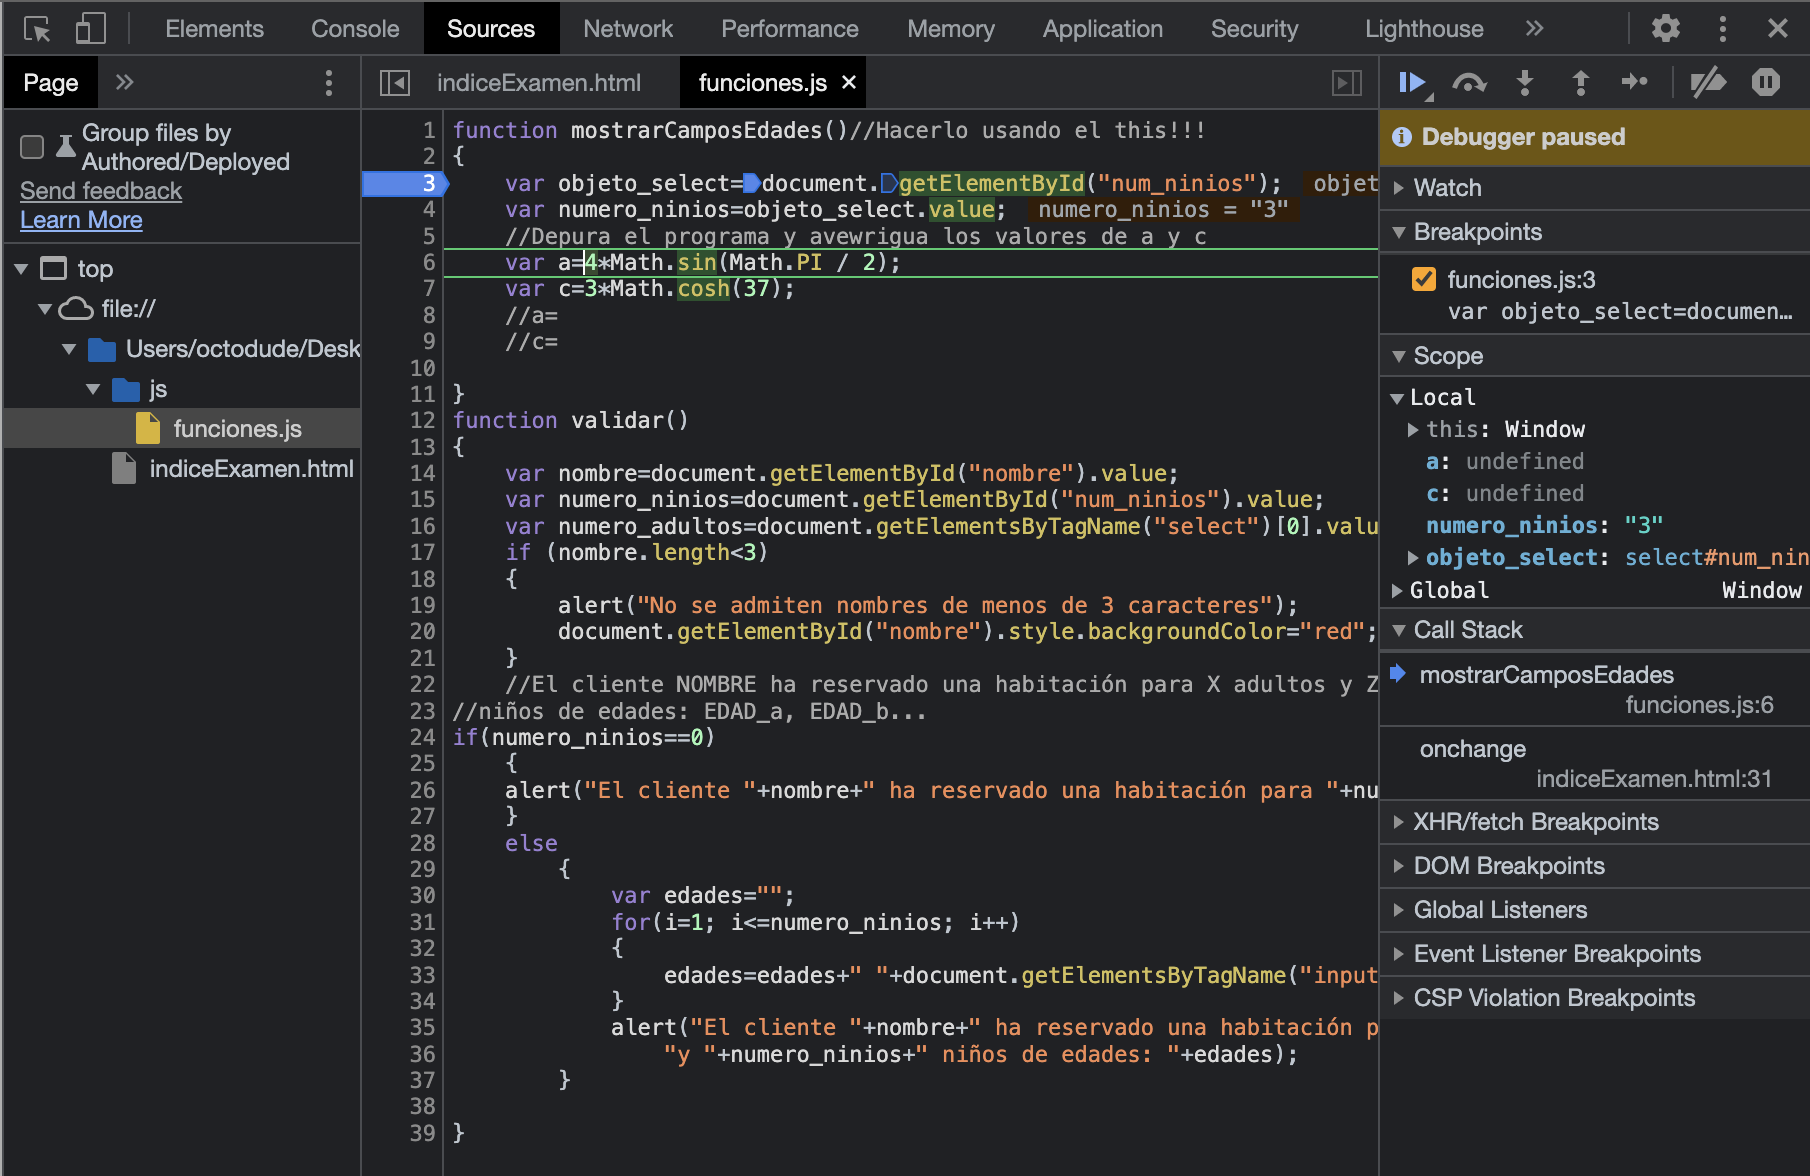 Elements Console Sources Network Performance Memory Application Security Lighthouse
Page
indiceExamen.html funciones.js
Group files by
Authored/Deployed
Send feedback
Learn More
top
file://
Users/octodude/Desk
js
funciones.js
indiceExamen.html
1 function mostrarCamposEdades()//Hacerlo usando el this!!!
2 {
3 var objeto_select=document.getElementById("num_ninios"); objet
4 var numero_ninios=objeto_select.value; numero_ninios = "3"
5 //Depura el programa y avewrigua los valores de a y c
6 var a=4*Math.sin(Math.PI / 2);
7 var c=3*Math.cosh(37);
8 //a=
9 //c=
10
11 }
12 function validar()
13 {
14 var nombre=document.getElementById("nombre").value;
15 var numero_ninios=document.getElementById("num_ninios").value;
16 var numero_adultos=document.getElementsByTagName("select")[0].valu
17 if (nombre.length<3)
18 {
19 alert("No se admiten nombres de menos de 3 caracteres");
20 document.getElementById("nombre").style.backgroundColor="red";
21 }
22 //El cliente NOMBRE ha reservado una habitación para X adultos y Z
23 //niños de edades: EDAD_a, EDAD_b...
24 if(numero_ninios==0)
25 {
26 alert("El cliente "+nombre+" ha reservado una habitación para "+nu
27 }
28 else
29 {
30 var edades="";
31 for(i=1; i<=numero_ninios; i++)
32 {
33 edades=edades+" "+document.getElementsByTagName("input
34 }
35 alert("El cliente "+nombre+" ha reservado una habitación p
36 "y "+numero_ninios+" niños de edades: "+edades);
37 }
38
39 }
Debugger paused
Watch
Breakpoints
funciones.js:3
var objeto_select=documen…
Scope
Local
this: Window
a: undefined
c: undefined
numero_ninios: "3"
objeto_select: select#num_nin
Global Window
Call Stack
mostrarCamposEdades
funciones.js:6
onchange
indiceExamen.html:31
XHR/fetch Breakpoints
DOM Breakpoints
Global Listeners
Event Listener Breakpoints
CSP Violation Breakpoints